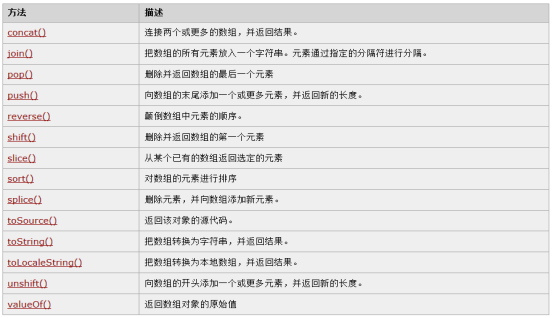 方法 描述
concat() 连接两个或更多的数组，并返回结果。
join() 把数组的所有元素放入一个字符串。元素通过指定的分隔符进行分隔。
pop() 删除并返回数组的最后一个元素
push() 向数组的末尾添加一个或更多元素，并返回新的长度。
reverse() 颠倒数组中元素的顺序。
shift() 删除并返回数组的第一个元素
slice() 从某个已有的数组返回选定的元素
sort() 对数组的元素进行排序
splice() 删除元素，并向数组添加新元素。
toSource() 返回该对象的源代码。
toString() 把数组转换为字符串，并返回结果。
toLocaleString() 把数组转换为本地数组，并返回结果。
unshift() 向数组的开头添加一个或更多元素，并返回新的长度。
valueOf() 返回数组对象的原始值